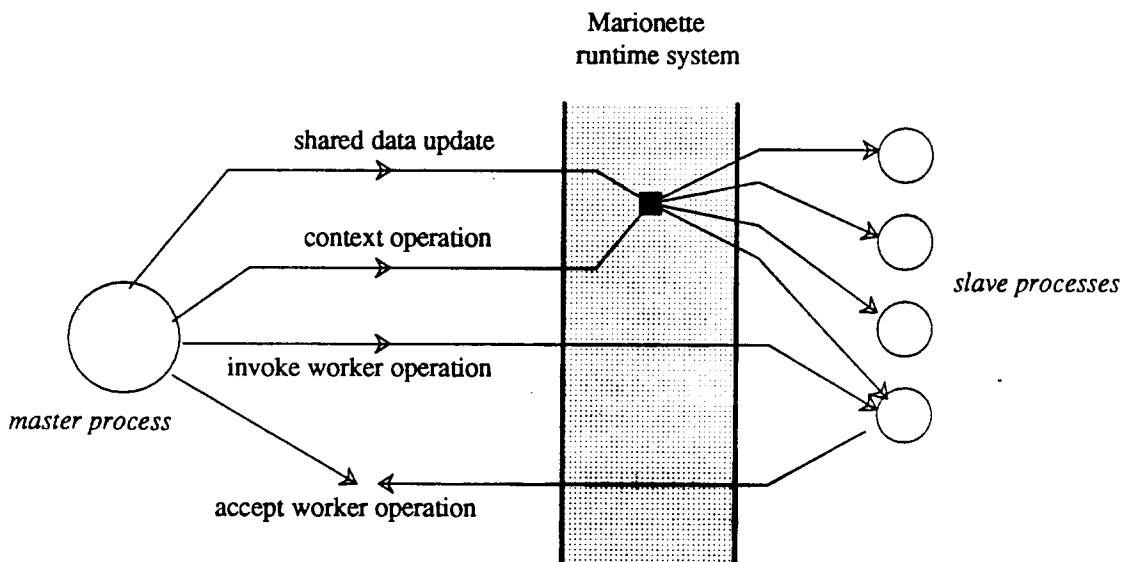 Marionette
runtime system
shared data update
context operation
slave processes
invoke worker operation
master process
accept worker operation